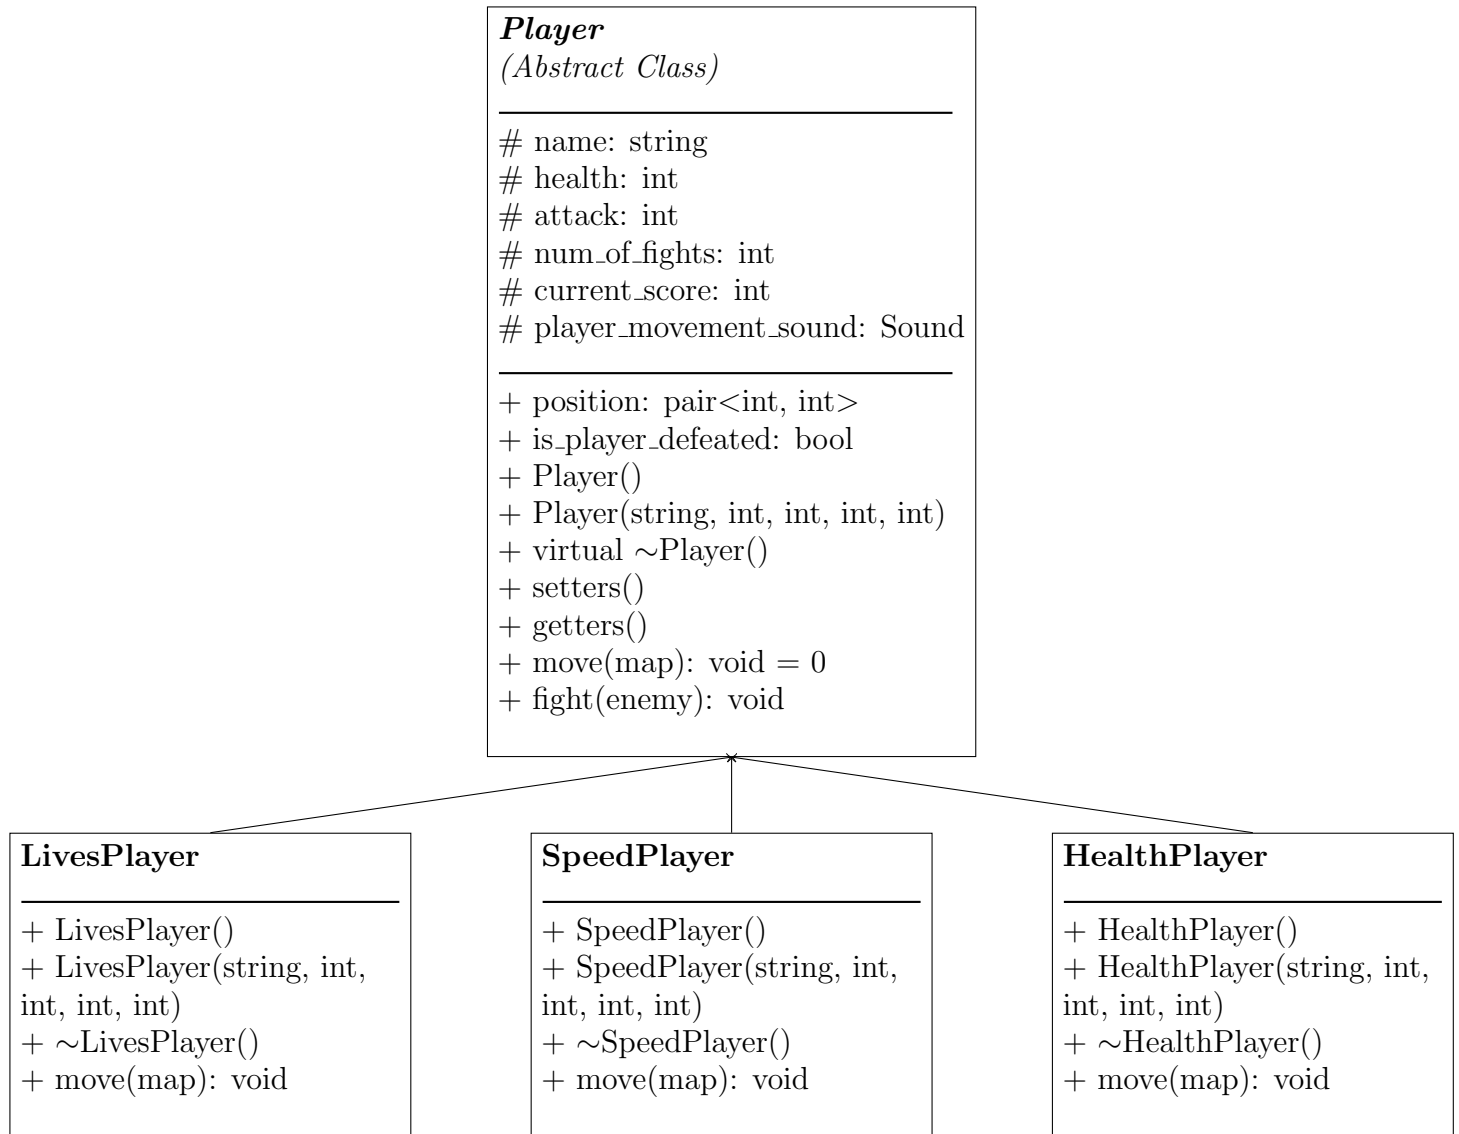 Player
(Abstract Class)
# name: string
# health: int
# attack: int
# num_of_fights: int
# current_score: int
# player_movement_sound: Sound
+ position: pair<int, int>
+ is_player_defeated: bool
+ Player()
+ Player(string, int, int, int, int)
+ virtual ~Player()
+ setters()
+ getters()
+ move(map): void = 0
+ fight(enemy): void
LivesPlayer
+ LivesPlayer()
+ LivesPlayer(string, int,
int, int, int)
+ ~LivesPlayer()
+ move(map): void
SpeedPlayer
+ SpeedPlayer()
+ SpeedPlayer(string, int,
int, int, int)
+ ~SpeedPlayer()
+ move(map): void
HealthPlayer
+ HealthPlayer()
+ HealthPlayer(string, int,
int, int, int)
+ ~HealthPlayer()
+ move(map): void